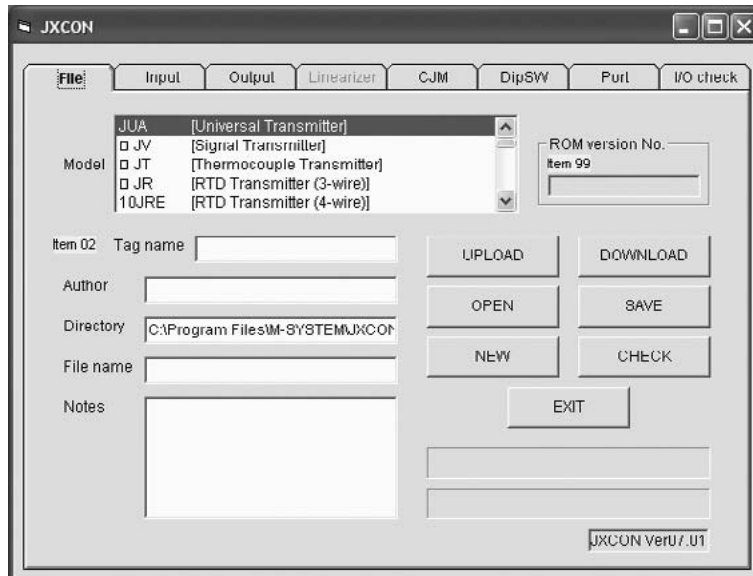 JXCON
File Input Output Linearizer CJM DipSW Port I/O check
Model
JUA [Universal Transmitter]
□ JV [Signal Transmitter]
□ JT [Thermocouple Transmitter]
□ JR [RTD Transmitter (3-wire)]
10JRE [RTD Transmitter (4-wire)]
ROM version No.
Item 99
Item 02 Tag name
Author
Directory C:\Program Files\M-SYSTEM\JXCON
File name
Notes
UPLOAD DOWNLOAD
OPEN SAVE
NEW CHECK
EXIT
JXCON Ver07.01